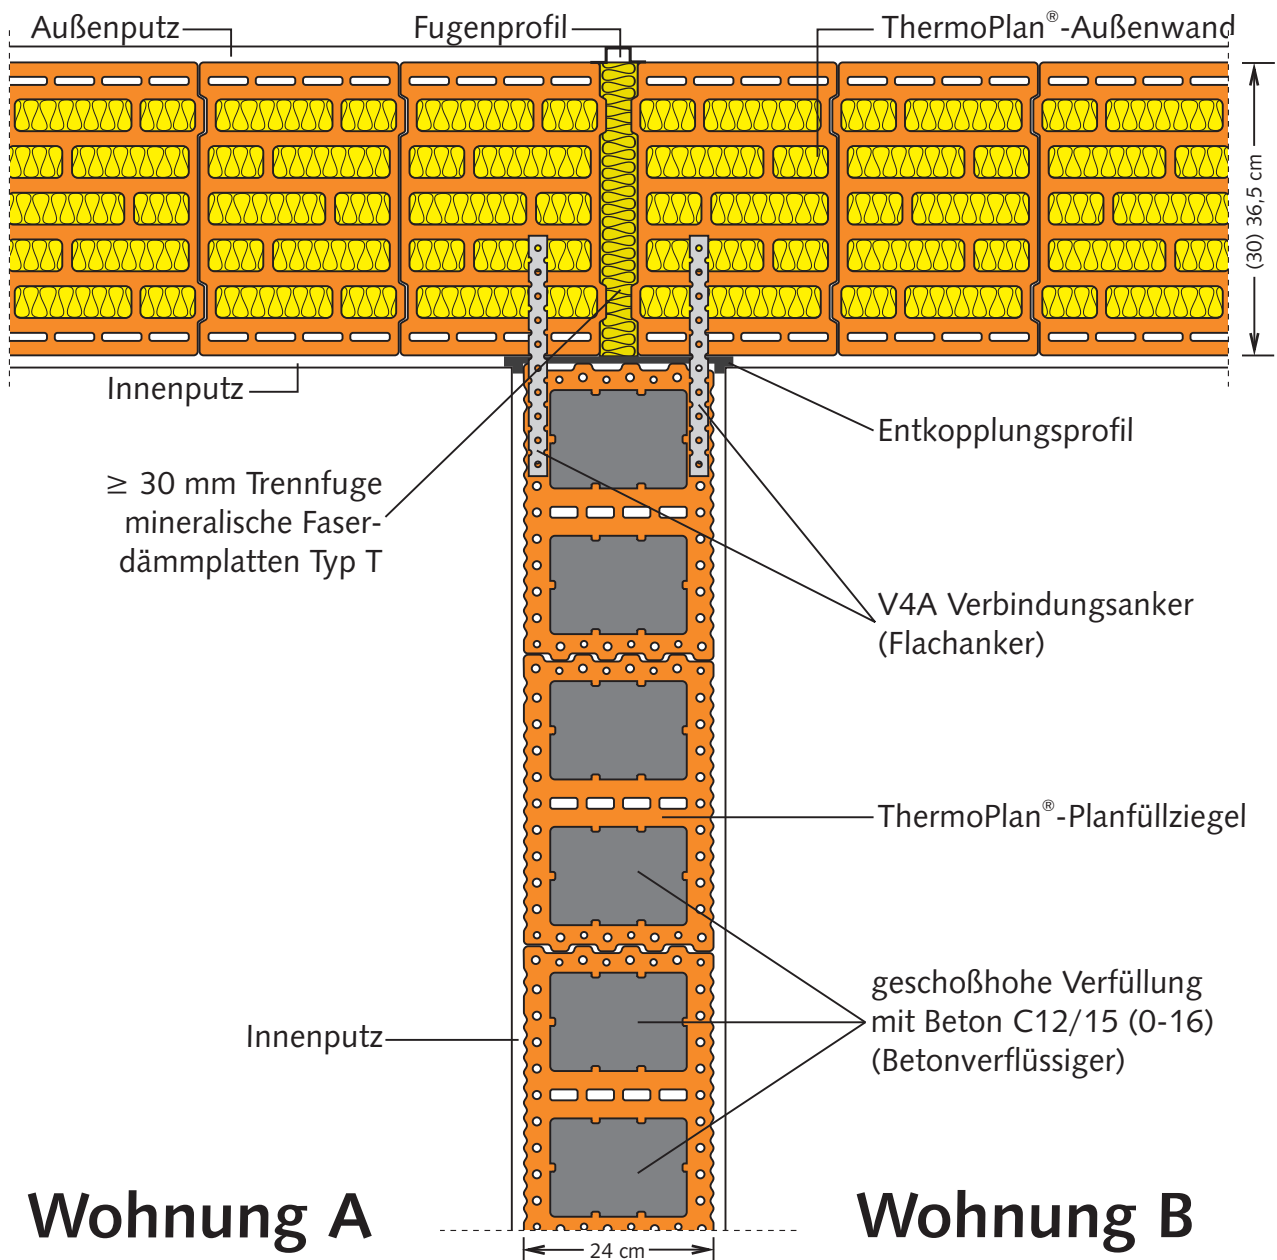 Außenputz
Fugenprofil
ThermoPlan®-Außenwand
(30) 36,5 cm
Innenputz
Entkopplungsprofil
≥ 30 mm Trennfuge
mineralische Faser-
dämmplatten Typ T
V4A Verbindungsanker
(Flachanker)
ThermoPlan®-Planfüllziegel
geschoßhohe Verfüllung
mit Beton C12/15 (0-16)
(Betonverflüssiger)
Innenputz
Wohnung A
Wohnung B
24 cm